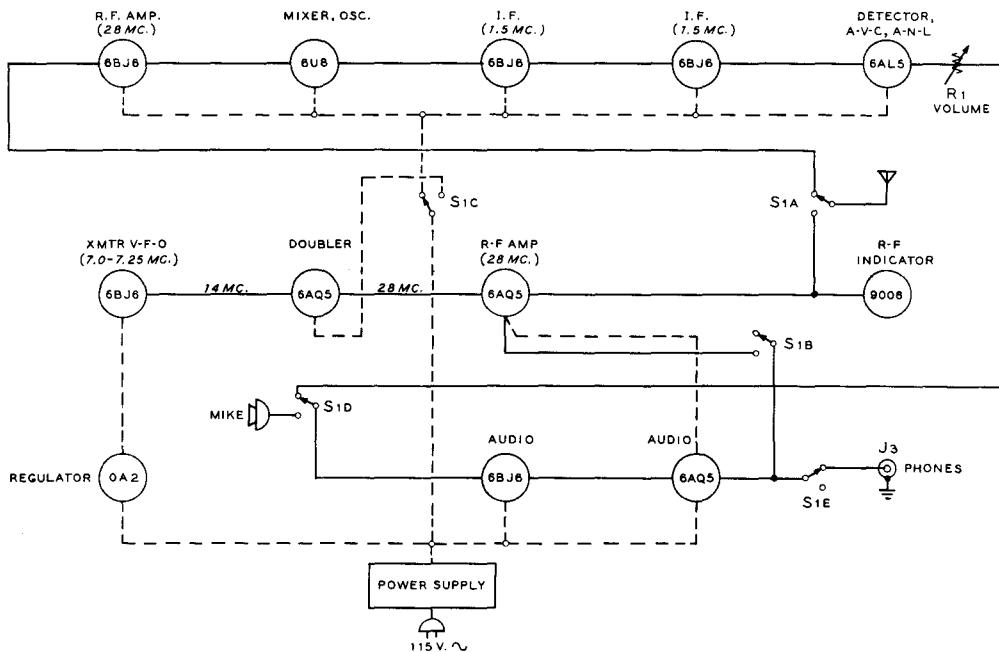 R.F. AMP.
(28 MC.)
MIXER, OSC.
I.F.
(1.5 MC.)
I.F.
(1.5 MC.)
DETECTOR,
A-V-C, A-N-L
6BJ6
6U8
6BJ6
6BJ6
6AL5
R1
VOLUME
S1C
S1A
XMTR V-F-O
(7.0-7.25 MC.)
DOUBLER
R-F AMP
(28 MC.)
R-F
INDICATOR
6BJ6
14 MC.
6AQ5
28 MC.
6AQ5
9006
S1B
MIKE
S1D
AUDIO
AUDIO
J3
REGULATOR
0A2
6BJ6
6AQ5
PHONES
S1E
POWER SUPPLY
115 V. ~